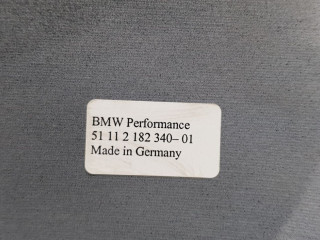 BMW Performance
51 11 2 182 340-01
Made in Germany